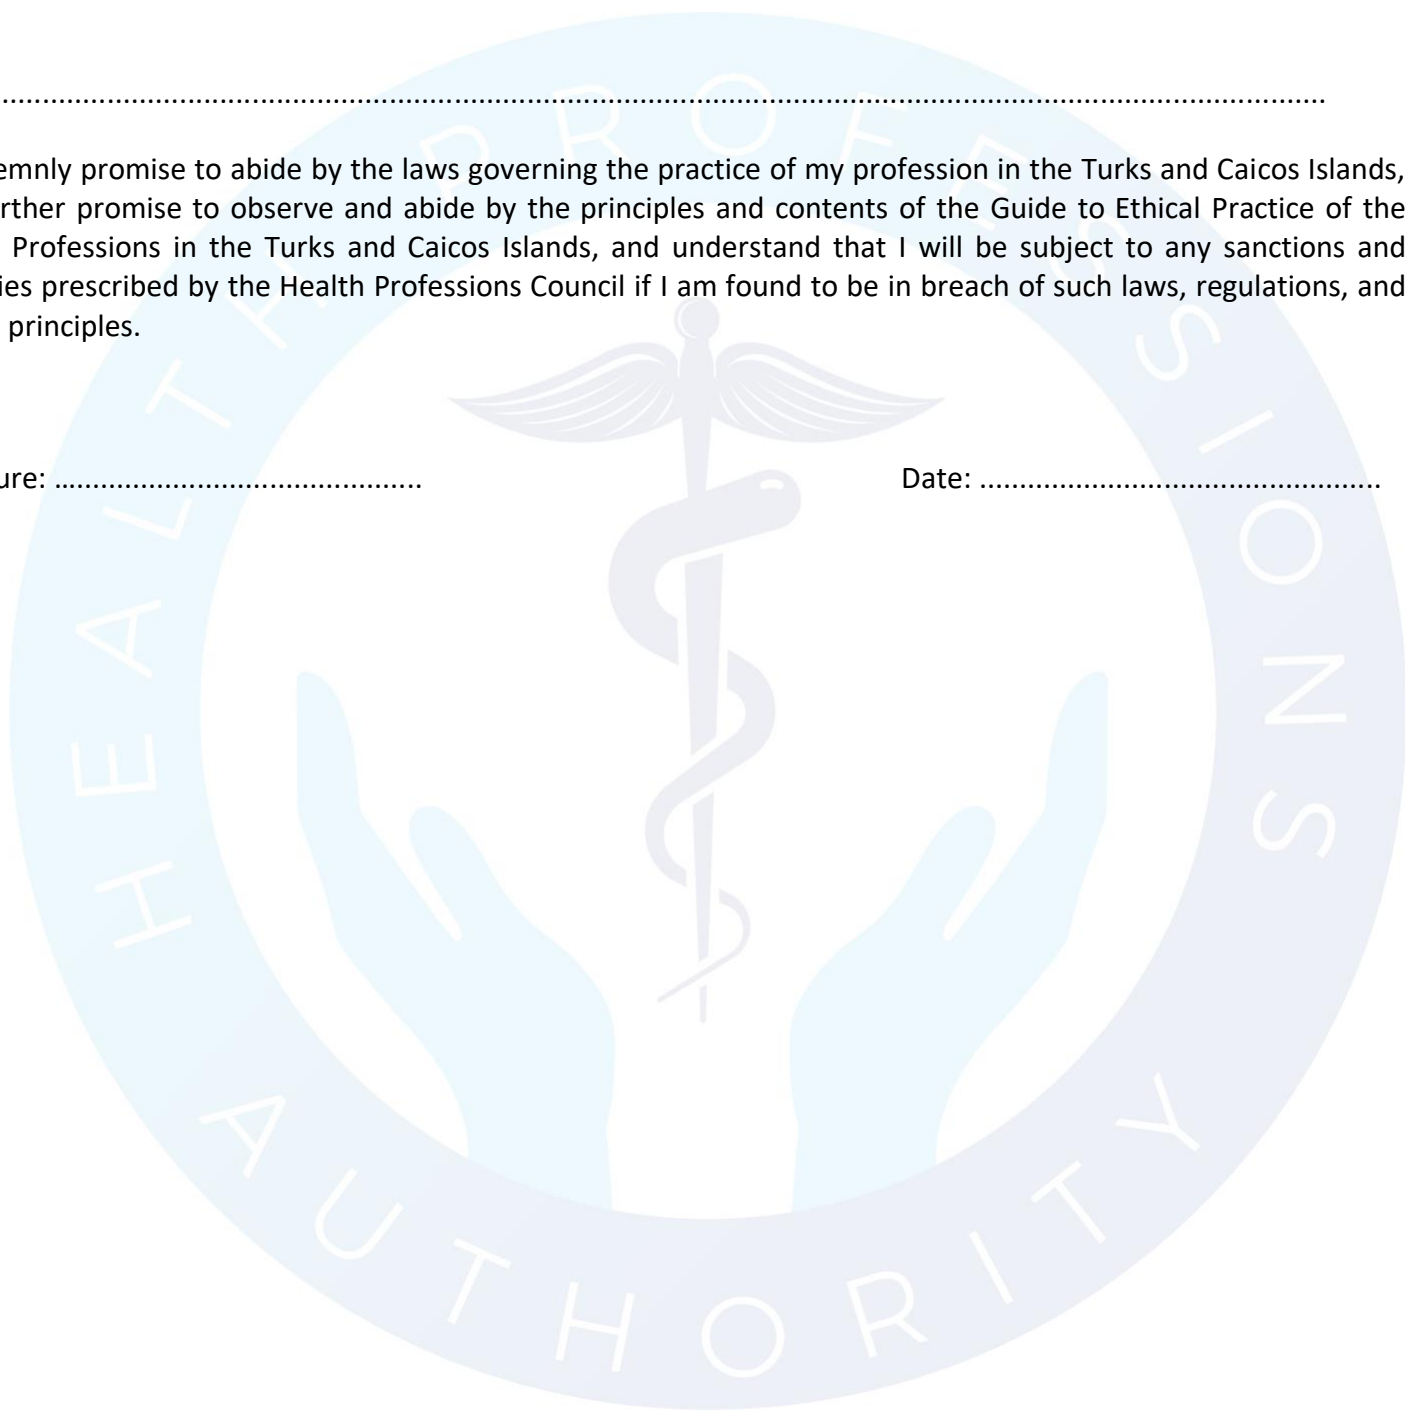 ................................................................................................................................................................
emnly promise to abide by the laws governing the practice of my profession in the Turks and Caicos Islands,
rther promise to observe and abide by the principles and contents of the Guide to Ethical Practice of the
Professions in the Turks and Caicos Islands, and understand that I will be subject to any sanctions and
ies prescribed by the Health Professions Council if I am found to be in breach of such laws, regulations, and
principles.
ure: ................................................ Date: ....................................................
HEALTH PROFESSIONS
AUTHORITY